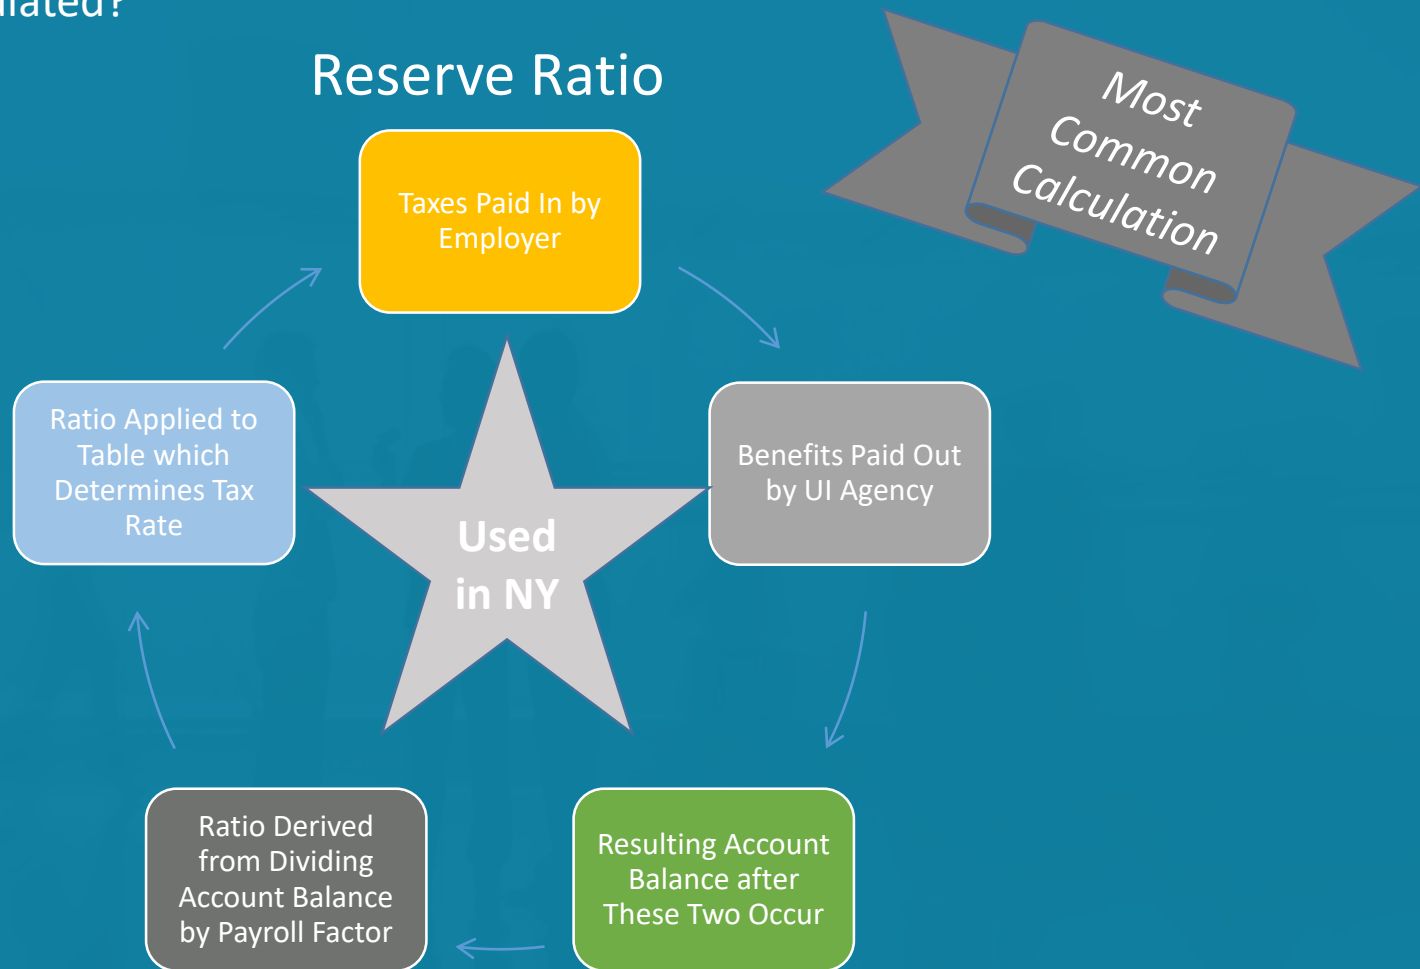 Reserve Ratio
Most
Common
Calculation
Taxes Paid In by
Employer
Benefits Paid Out
by UI Agency
Resulting Account
Balance after
These Two Occur
Ratio Derived
from Dividing
Account Balance
by Payroll Factor
Ratio Applied to
Table which
Determines Tax
Rate
Used
in NY